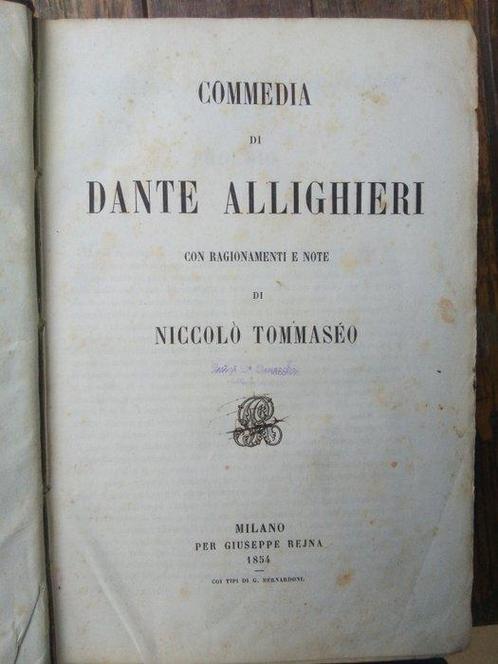 COMMEDIA
DI
DANTE ALLIGHIERI
CON RAGIONAMENTI E NOTE
DI
NICCOLÒ TOMMASÉO
MILANO
PER GIUSEPPE REJNA
1854
COI TIPI DI G. BERNARDONI.